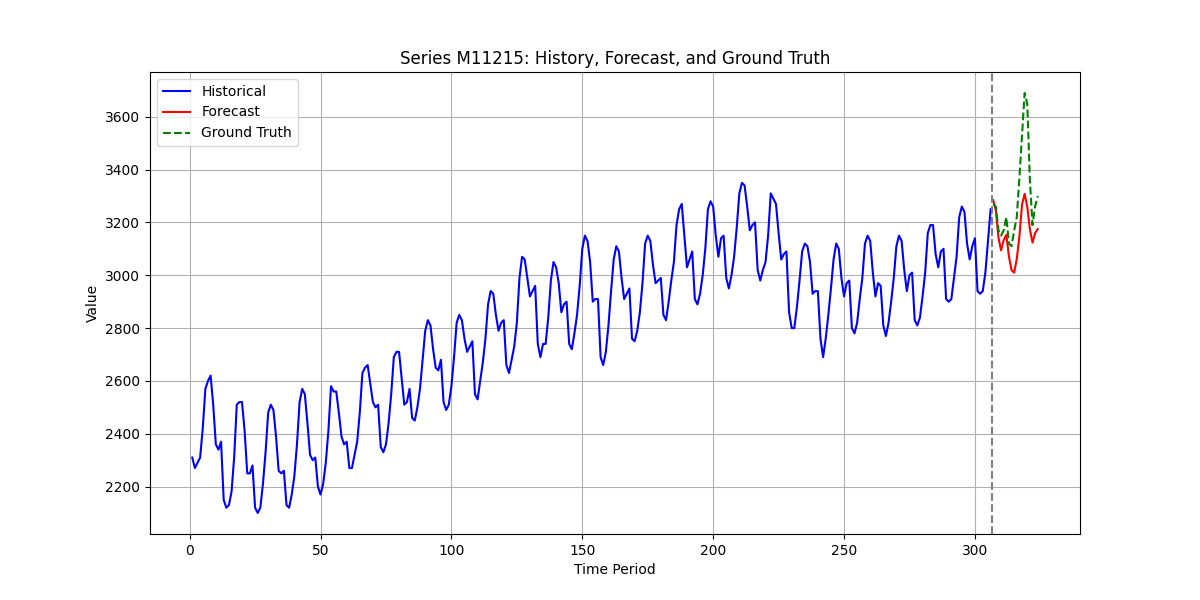 Series M11215: History, Forecast, and Ground Truth
Historical
Forecast
Ground Truth
3600
3400
3200
3000
2800
2600
2400
2200
Value
0 50 100 150 200 250 300
Time Period